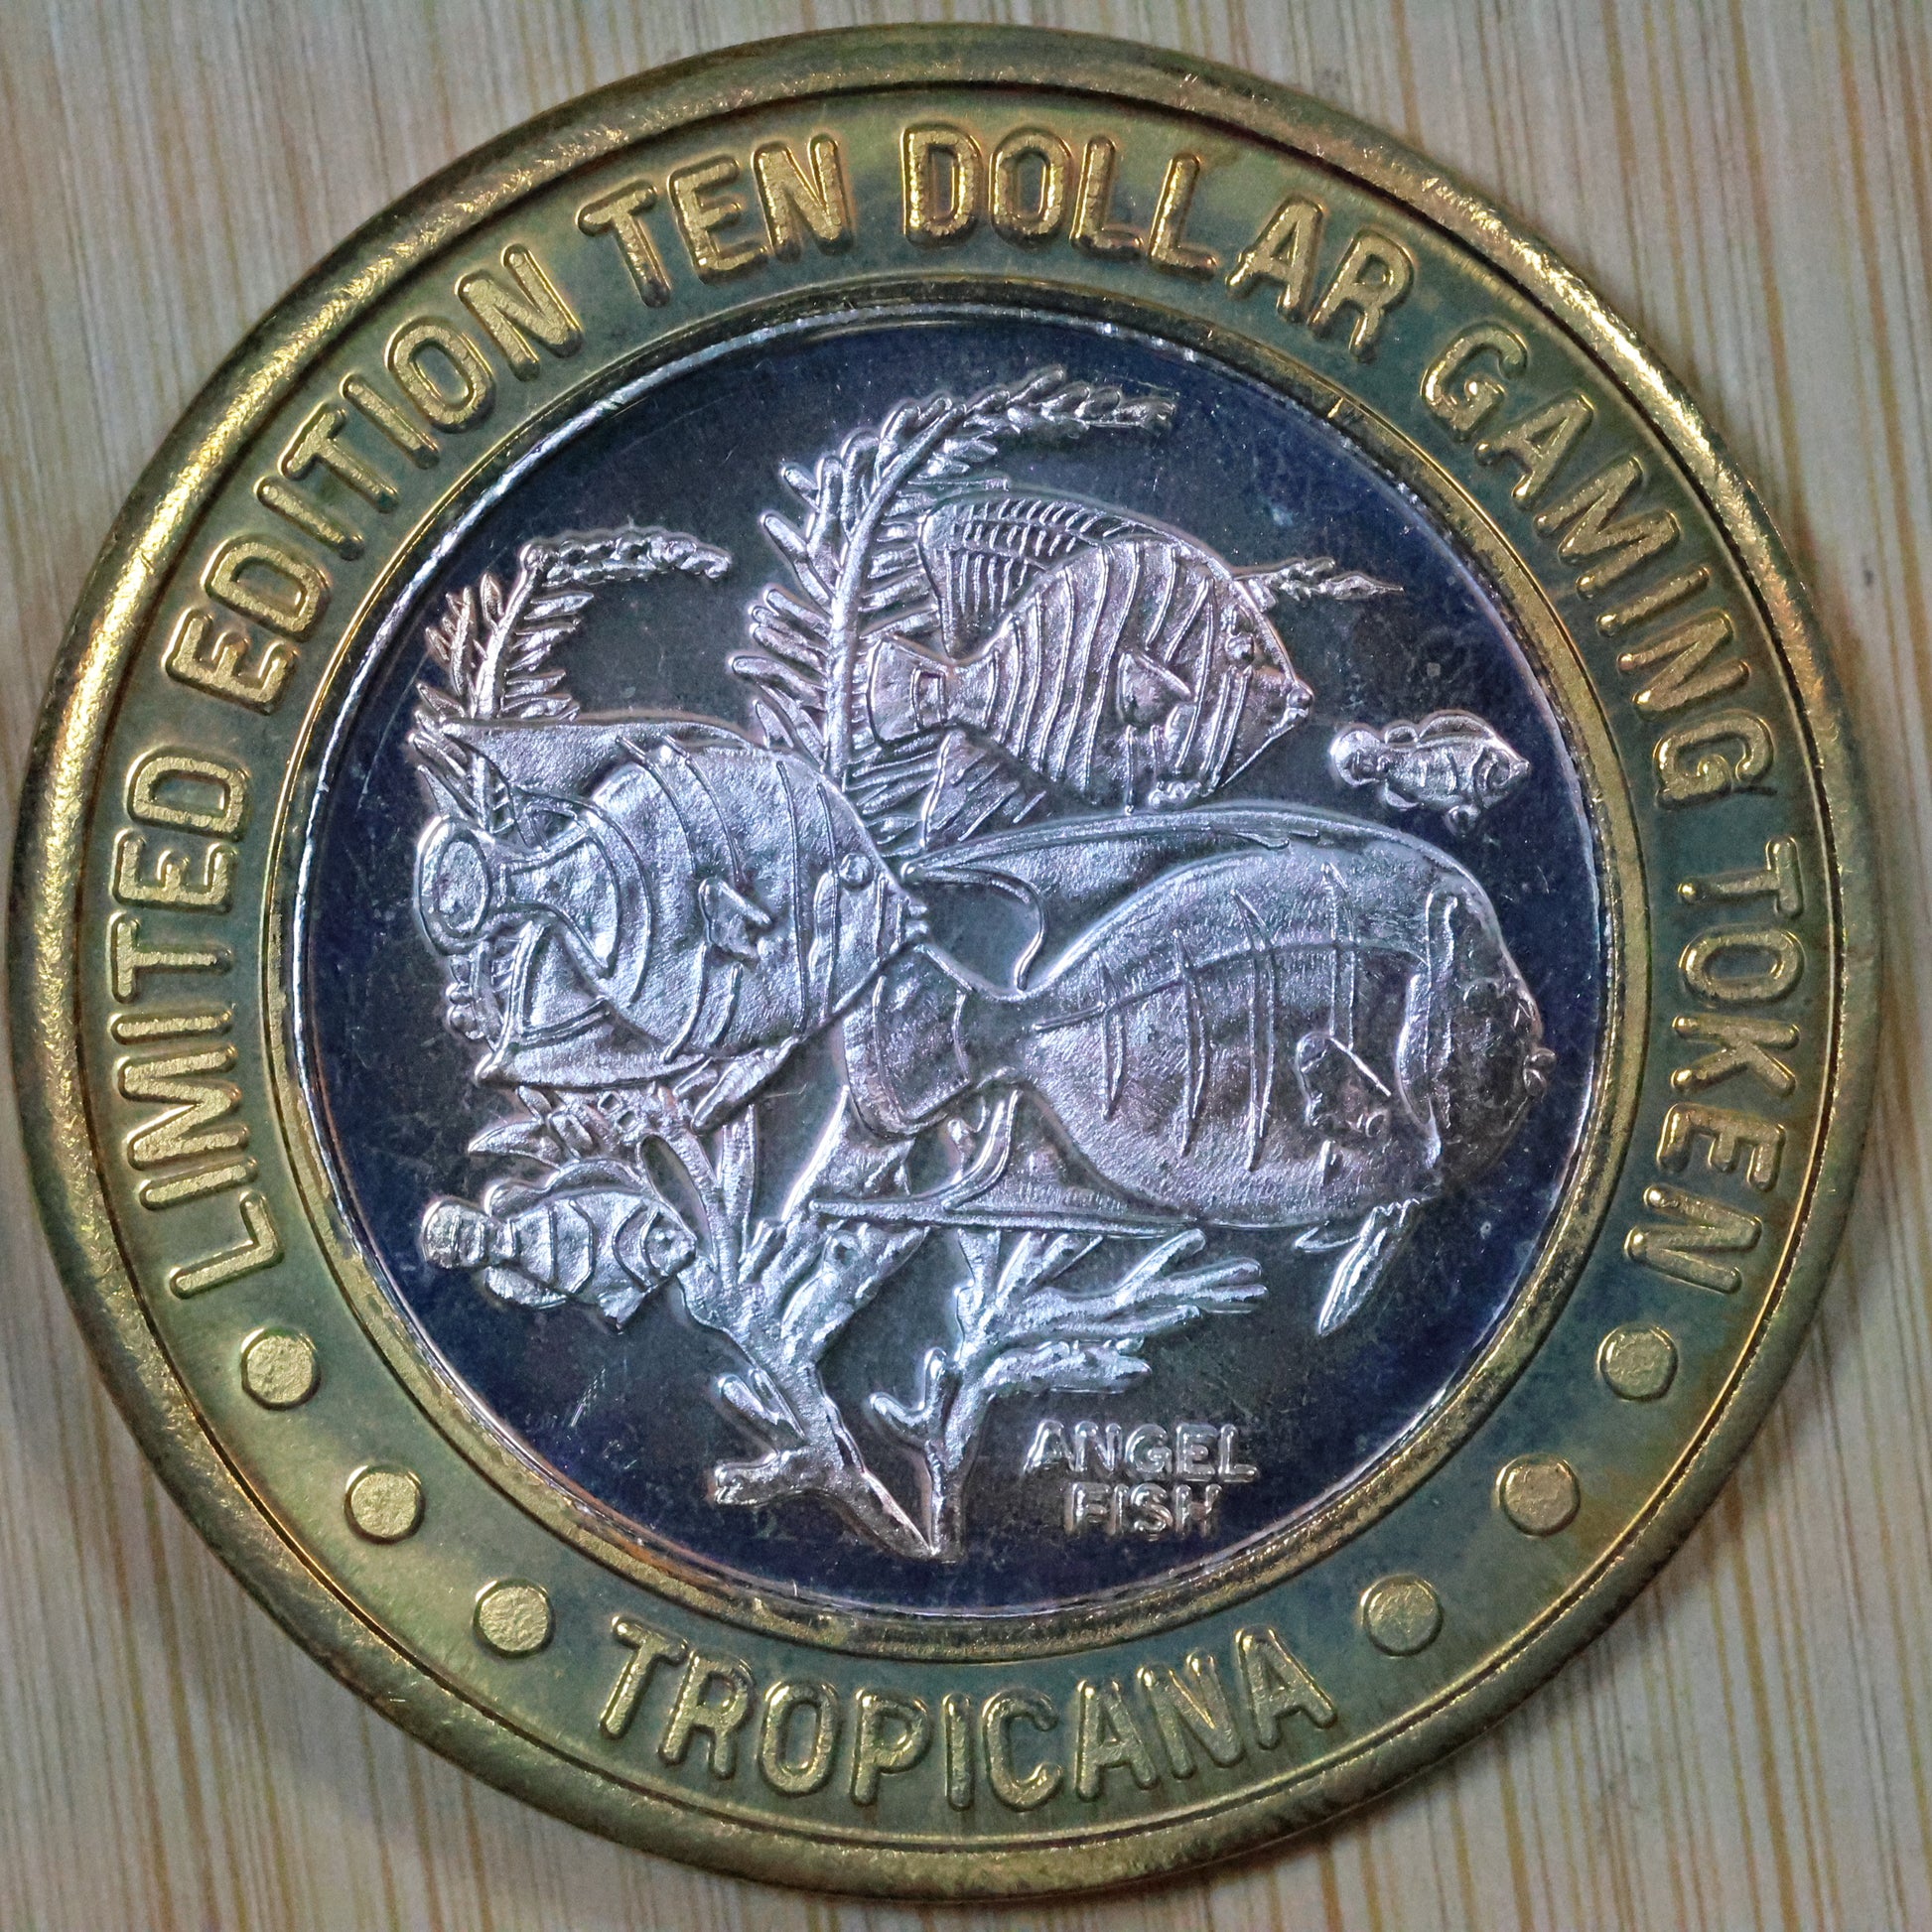 LIMITED EDITION TEN DOLLAR GAMING TOKEN
ANGEL
FISH
TROPICANA